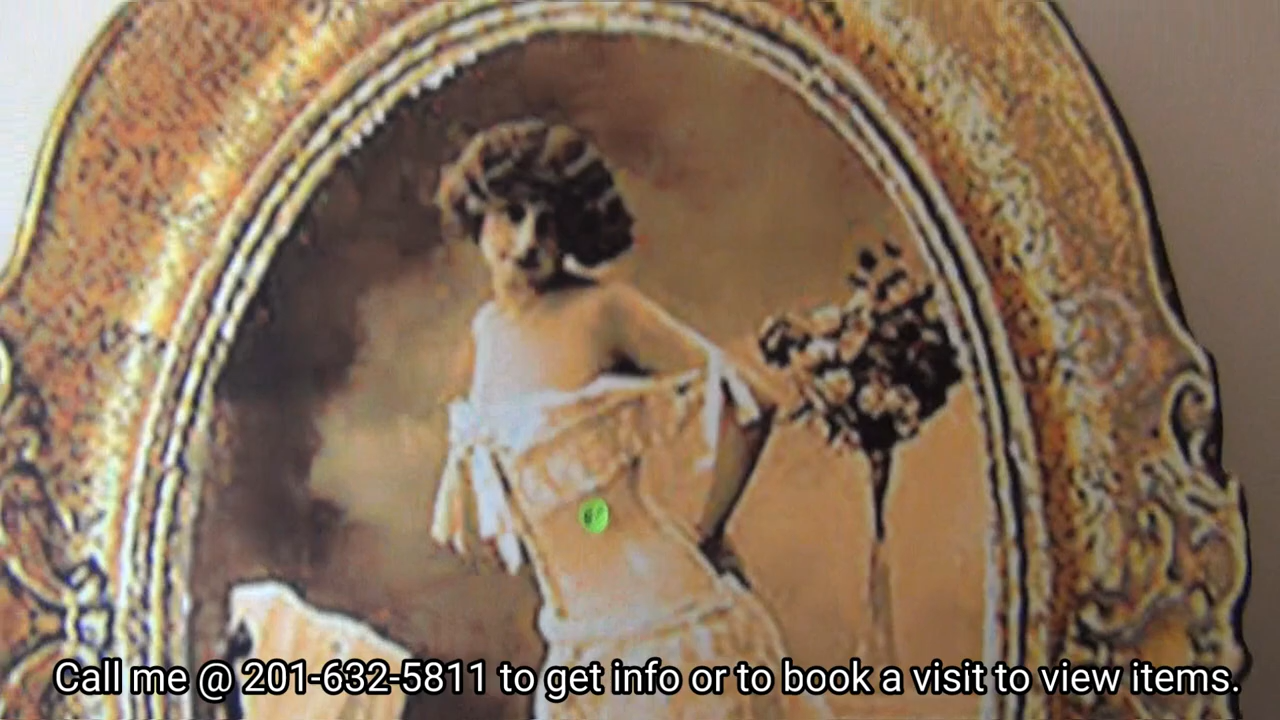 Call me @ 201-632-5811 to get info or to book a visit to view items.